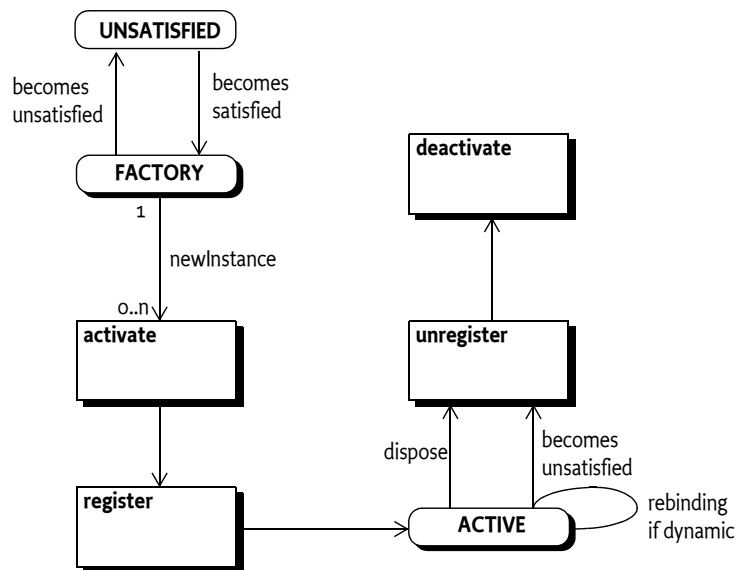 UNSATISFIED
becomes
unsatisfied
becomes
satisfied
FACTORY
1
newInstance
0..n
activate
register
deactivate
unregister
dispose
becomes
unsatisfied
ACTIVE
rebinding
if dynamic